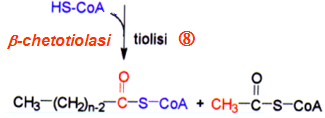 HS-CoA
β-chetotiolasi tiolisi ⑧
O O
CH₃–(CH₂)n-2–C–S–CoA + CH₃–C–S–CoA